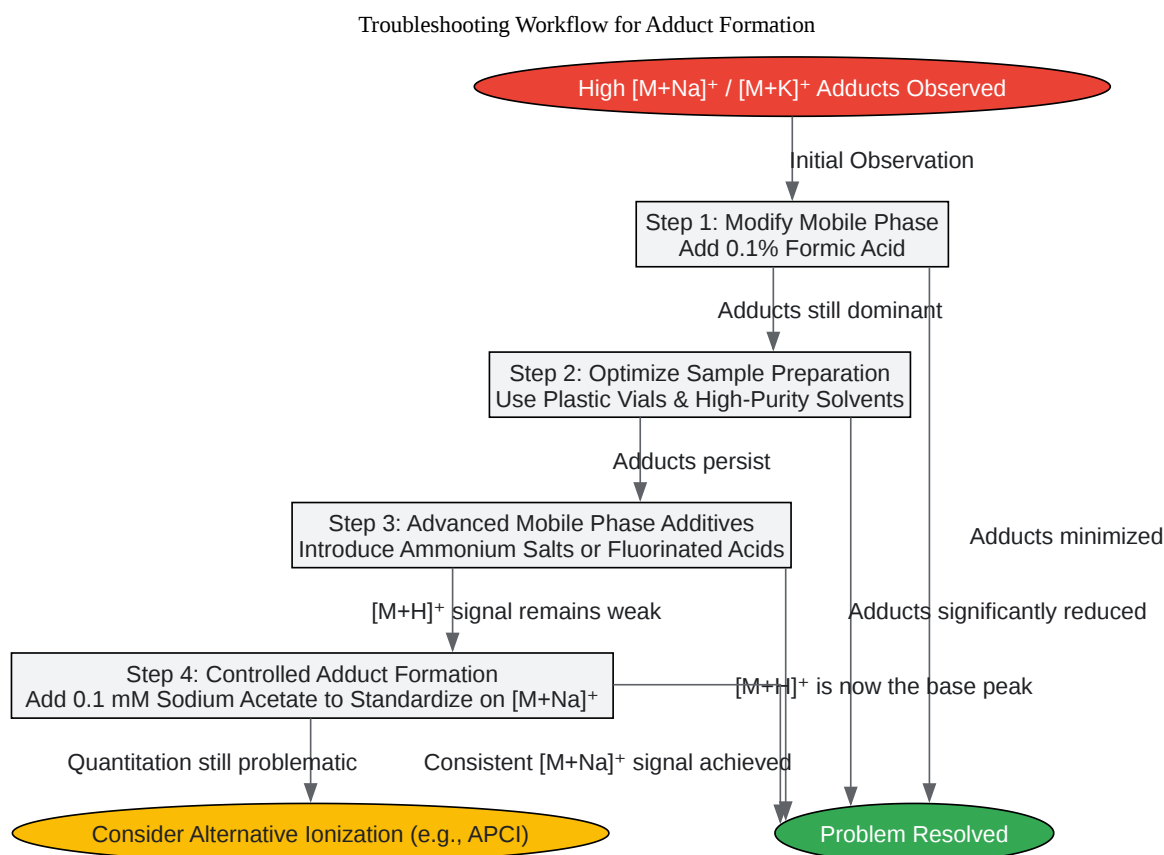 Troubleshooting Workflow for Adduct Formation
High [M+Na]⁺ / [M+K]⁺ Adducts Observed
Initial Observation
Step 1: Modify Mobile Phase
Add 0.1% Formic Acid
Adducts still dominant
Step 2: Optimize Sample Preparation
Use Plastic Vials & High-Purity Solvents
Adducts persist
Step 3: Advanced Mobile Phase Additives
Introduce Ammonium Salts or Fluorinated Acids
Adducts minimized
[M+H]⁺ signal remains weak
Adducts significantly reduced
Step 4: Controlled Adduct Formation
Add 0.1 mM Sodium Acetate to Standardize on [M+Na]⁺
[M+H]⁺ is now the base peak
Quantitation still problematic
Consistent [M+Na]⁺ signal achieved
Consider Alternative Ionization (e.g., APCI)
Problem Resolved